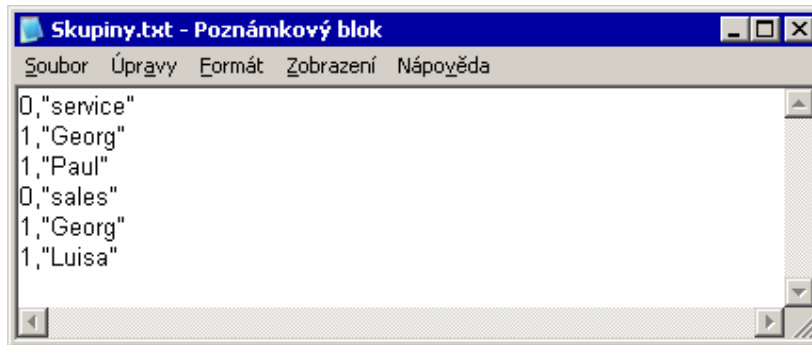 Skupiny.txt - Poznámkový blok
Soubor Úpravy Formát Zobrazení Nápověda
0,"service"
1,"Georg"
1,"Paul"
0,"sales"
1,"Georg"
1,"Luisa"